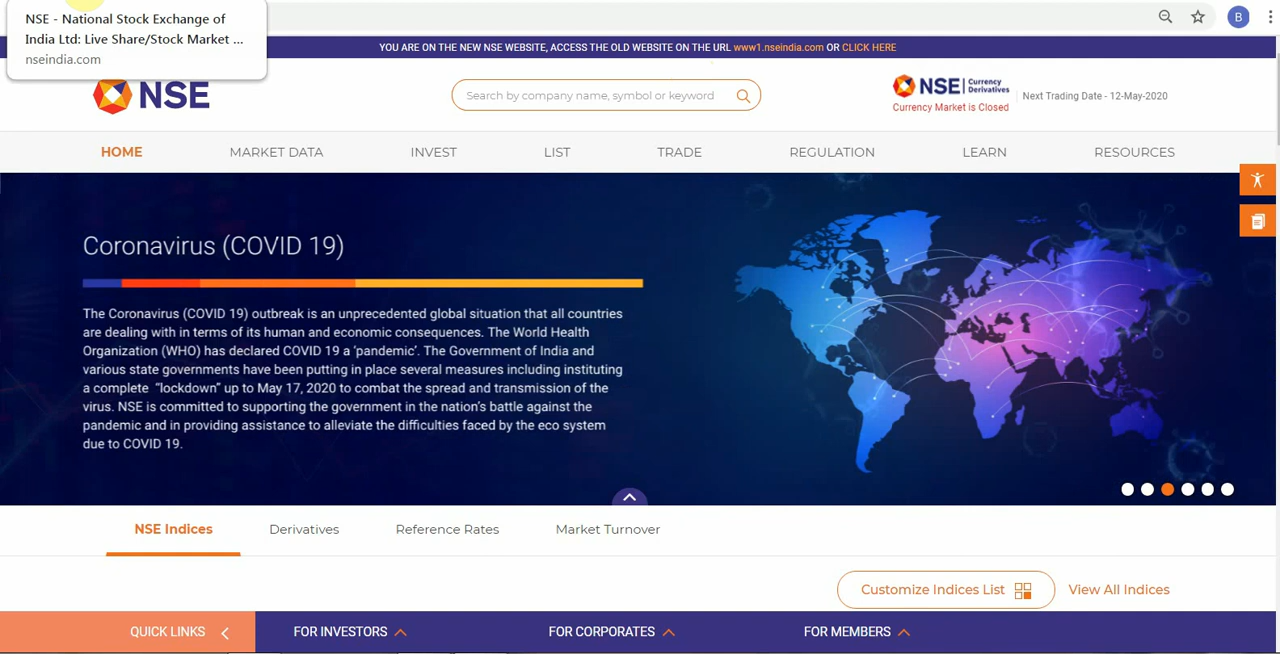 NSE - National Stock Exchange of
India Ltd: Live Share/Stock Market ...
nseindia.com
B
YOU ARE ON THE NEW NSE WEBSITE, ACCESS THE OLD WEBSITE ON THE URL www1.nseindia.com OR CLICK HERE
NSE
Search by company name, symbol or keyword
NSE Currency Derivatives
Currency Market is Closed
Next Trading Date - 12-May-2020
HOME MARKET DATA INVEST LIST TRADE REGULATION LEARN RESOURCES
Coronavirus (COVID 19)
The Coronavirus (COVID 19) outbreak is an unprecedented global situation that all countries
are dealing with in terms of its human and economic consequences. The World Health
Organization (WHO) has declared COVID 19 a ‘pandemic’. The Government of India and
various state governments have been putting in place several measures including instituting
a complete “lockdown” up to May 17, 2020 to combat the spread and transmission of the
virus. NSE is committed to supporting the government in the nation’s battle against the
pandemic and in providing assistance to alleviate the difficulties faced by the eco system
due to COVID 19.
NSE Indices Derivatives Reference Rates Market Turnover
Customize Indices List View All Indices
QUICK LINKS FOR INVESTORS FOR CORPORATES FOR MEMBERS